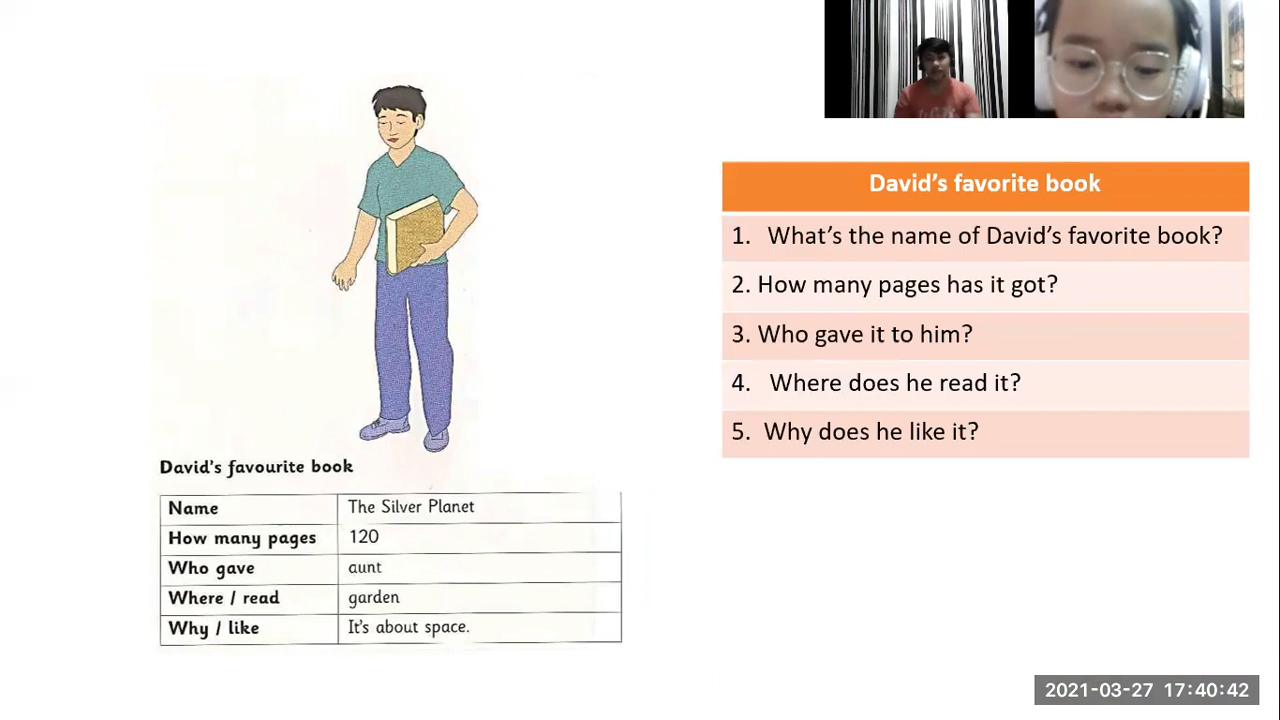 David's favourite book
Name The Silver Planet
How many pages 120
Who gave aunt
Where / read garden
Why / like It's about space.
David’s favorite book
1. What’s the name of David’s favorite book?
2. How many pages has it got?
3. Who gave it to him?
4. Where does he read it?
5. Why does he like it?
2021-03-27 17:40:42